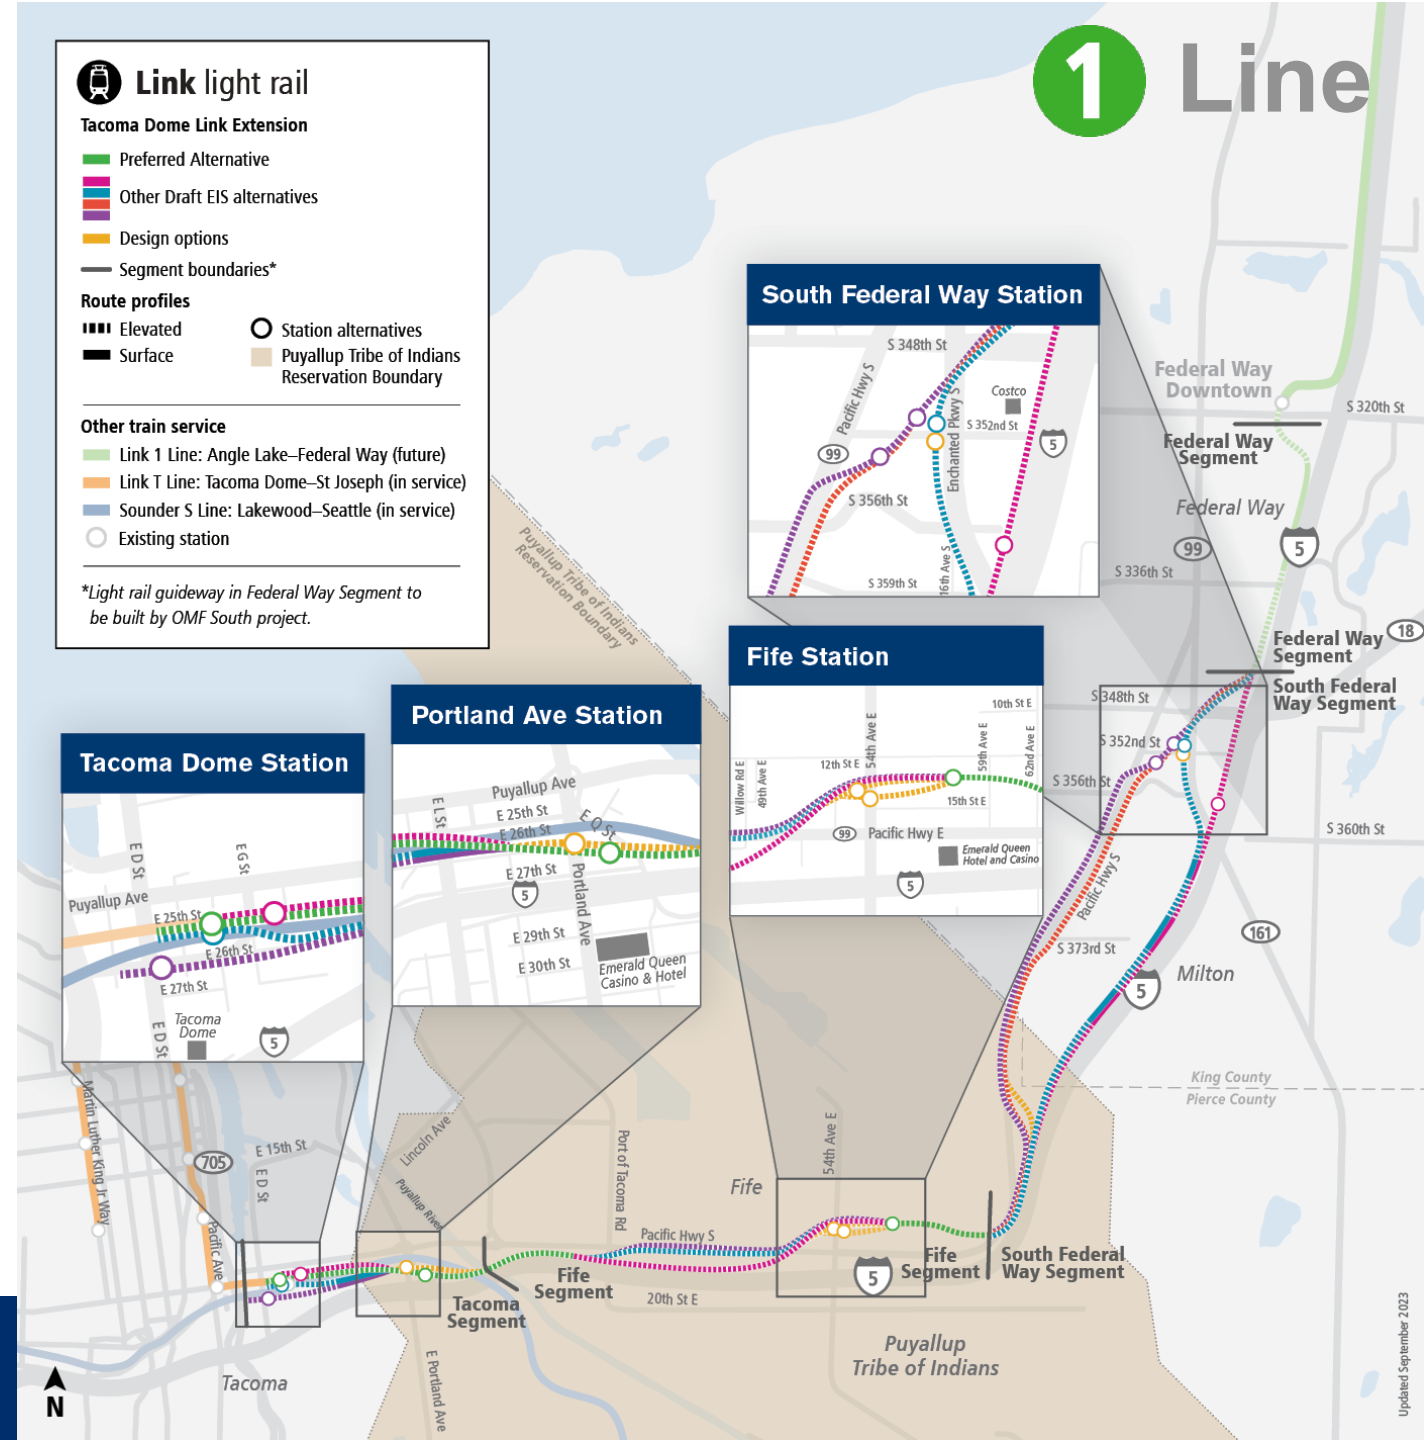 1 Line
Link light rail
Tacoma Dome Link Extension
Preferred Alternative
Other Draft EIS alternatives
Design options
Segment boundaries*
Route profiles
Elevated
Surface
Station alternatives
Puyallup Tribe of Indians
Reservation Boundary
Other train service
Link 1 Line: Angle Lake–Federal Way (future)
Link T Line: Tacoma Dome–St Joseph (in service)
Sounder S Line: Lakewood–Seattle (in service)
Existing station
*Light rail guideway in Federal Way Segment to
be built by OMF South project.
Puyallup Tribe of Indians
Reservation Boundary
South Federal Way Station
S 348th St
Pacific Hwy S
Costco
Enchanted Pkwy S
S 352nd St
99
5
S 356th St
16th Ave S
S 359th St
Federal Way
Downtown
S 320th St
Federal Way
Segment
Federal Way
99
5
S 336th St
18
Federal Way
Segment
South Federal
Way Segment
S 348th St
S 352nd St
S 356th St
S 360th St
Pacific Hwy S
S 373rd St
161
5
Milton
King County
Pierce County
Fife Station
10th St E
54th Ave E
59th Ave E
62nd Ave E
12th St E
Willow Rd E
49th Ave E
15th St E
99
Pacific Hwy E
Emerald Queen
Hotel and Casino
5
Portland Ave Station
Puyallup Ave
E L St
E 25th St
E Q St
E 26th St
E 27th St
5
Portland Ave
E 29th St
E 30th St
Emerald Queen
Casino & Hotel
Tacoma Dome Station
E D St
E G St
Puyallup Ave
E 25th St
E 26th St
E 27th St
Tacoma
Dome
E D St
5
Martin Luther King Jr Way
705
E 15th St
E D St
Pacific Ave
Lincoln Ave
Puyallup River
Port of Tacoma Rd
54th Ave E
Fife
Pacific Hwy S
Fife
Segment
5
Fife
Segment
South Federal
Way Segment
Tacoma
Segment
20th St E
Puyallup
Tribe of Indians
E Portland Ave
Tacoma
N
Updated September 2023